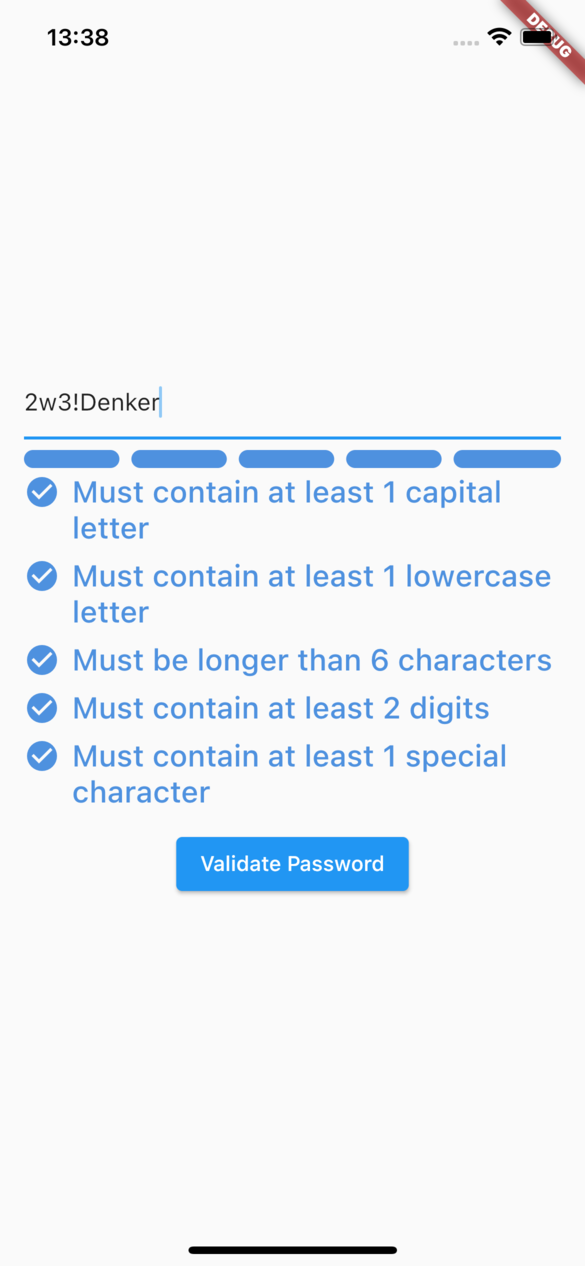 13:38
DEBUG
2w3!Denker
Must contain at least 1 capital
letter
Must contain at least 1 lowercase
letter
Must be longer than 6 characters
Must contain at least 2 digits
Must contain at least 1 special
character
Validate Password